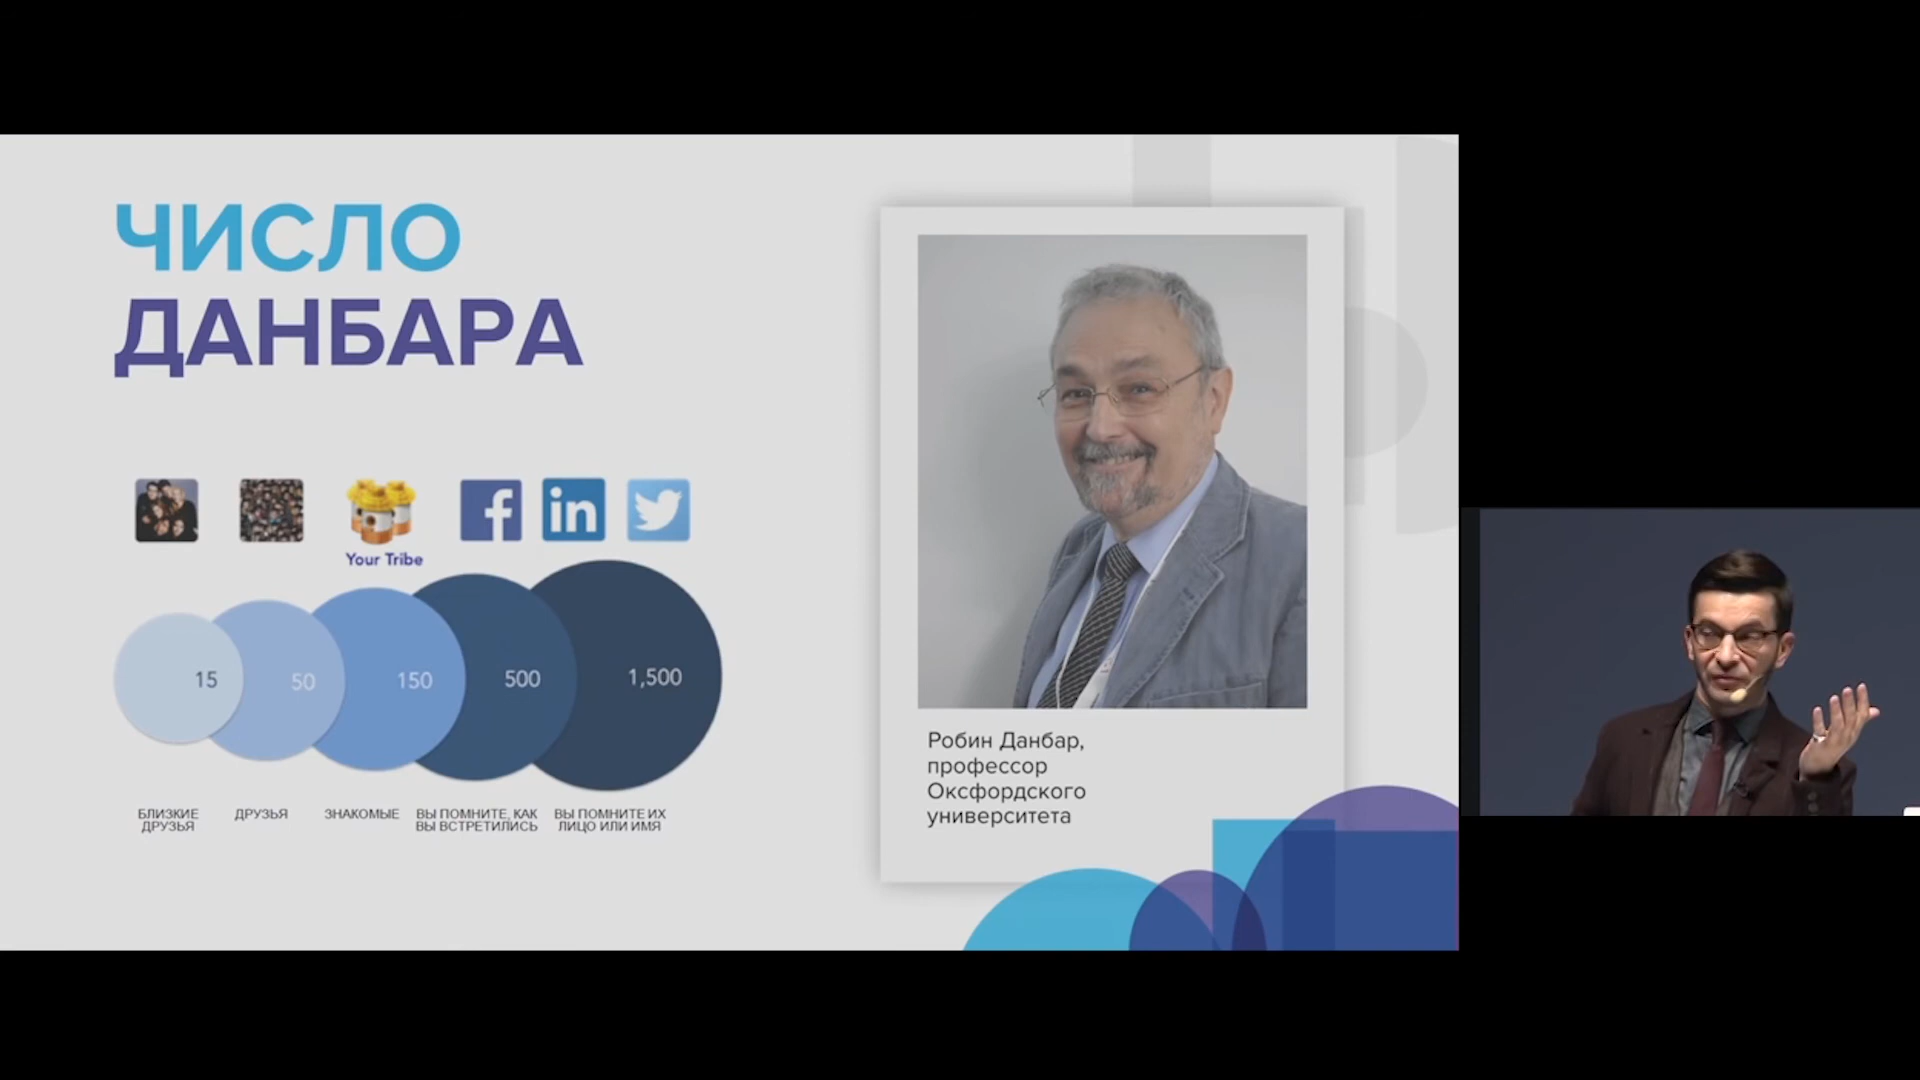 ЧИСЛО
ДАНБАРА
Your Tribe
15
50
150
500
1,500
БЛИЗКИЕ
ДРУЗЬЯ
ДРУЗЬЯ
ЗНАКОМЫЕ
ВЫ ПОМНИТЕ, КАК
ВЫ ВСТРЕТИЛИСЬ
ВЫ ПОМНИТЕ ИХ
ЛИЦО ИЛИ ИМЯ
Робин Данбар,
профессор
Оксфордского
университета